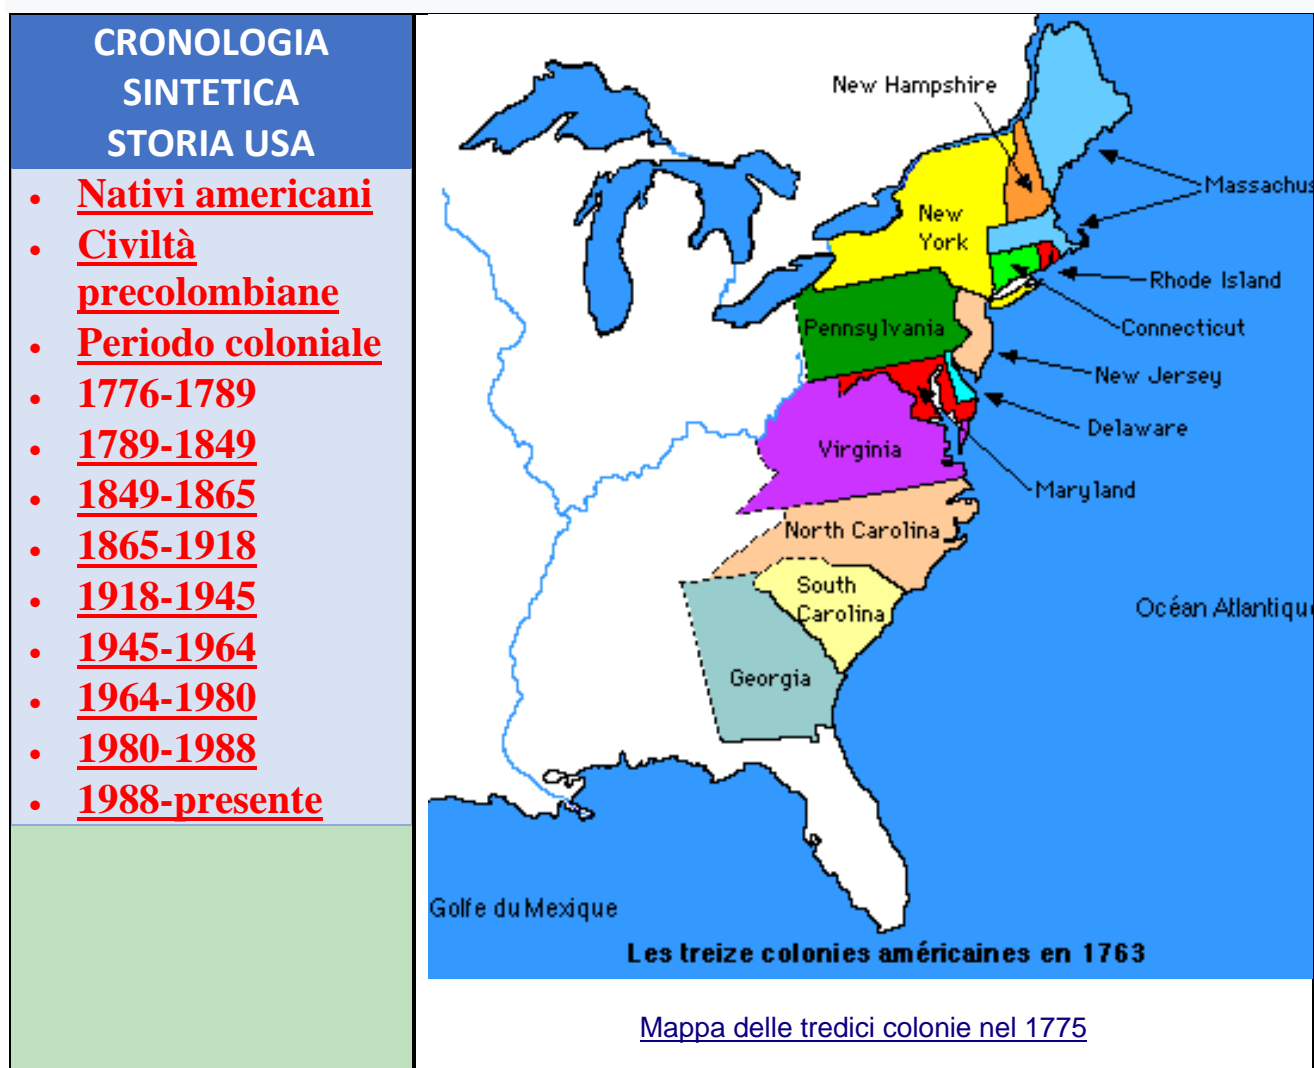 CRONOLOGIA
SINTETICA
STORIA USA
• Nativi americani
• Civiltà
precolombiane
• Periodo coloniale
• 1776-1789
• 1789-1849
• 1849-1865
• 1865-1918
• 1918-1945
• 1945-1964
• 1964-1980
• 1980-1988
• 1988-presente
New Hampshire
Massachus
New
York
Rhode Island
Pennsylvania
Connecticut
New Jersey
Delaware
Virginia
Maryland
North Carolina
South
Carolina
Océan Atlantiqu
Georgia
Golfe du Mexique
Les treize colonies américaines en 1763
Mappa delle tredici colonie nel 1775